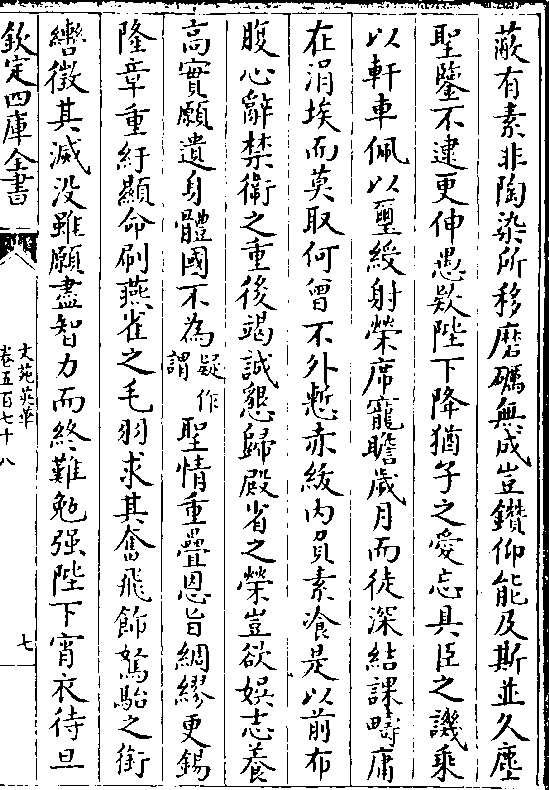 蔽有素非陶染所移磨礪無成豈鑽仰能及斯並久塵
聖鑒不逮更伸愚欵陛下降猶子之愛忘具臣之譏乘
以軒車佩以璽綬射榮席寵瞻歲月而徒深結課疇庸
在涓埃而莫取何曾不外慙赤紱内負素飡是以前布
腹心辭禁衛之重後竭誠懇歸殿省之榮豈欲娱志養
高實願遺身體國不為疑作謂聖情重疊恩旨綢繆更錫
隆章重紆顯命刷燕雀之毛羽求其奮飛飾駑駘之銜
轡徵其滅没雖願盡智力而終難勉强陛下宵衣待旦
欽定四庫全書
文苑英華
卷五百七十八
七